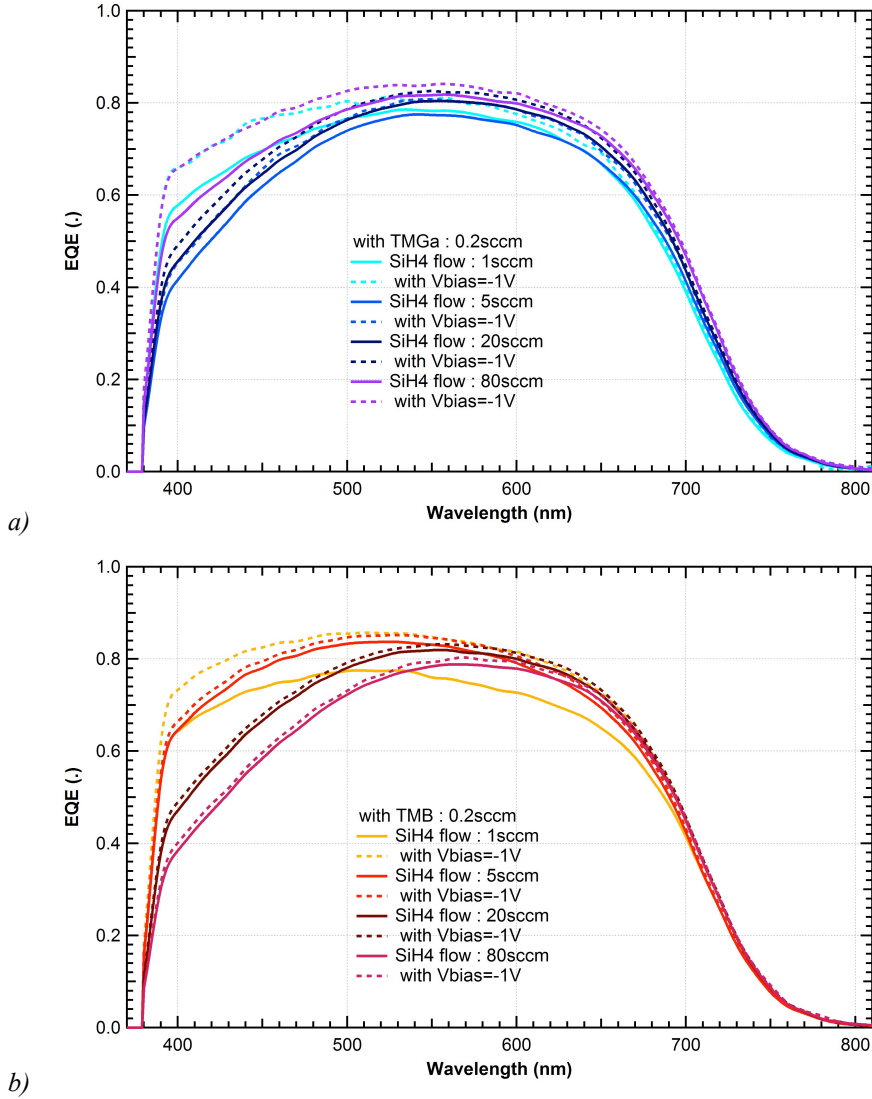 1.0
0.8
0.6
0.4
0.2
0.0
EQE (.)
with TMGa : 0.2sccm
SiH4 flow : 1sccm
with Vbias=-1V
SiH4 flow : 5sccm
with Vbias=-1V
SiH4 flow : 20sccm
with Vbias=-1V
SiH4 flow : 80sccm
with Vbias=-1V
400 500 600 700 800
Wavelength (nm)
a)
1.0
0.8
0.6
0.4
0.2
0.0
EQE (.)
with TMB : 0.2sccm
SiH4 flow : 1sccm
with Vbias=-1V
SiH4 flow : 5sccm
with Vbias=-1V
SiH4 flow : 20sccm
with Vbias=-1V
SiH4 flow : 80sccm
with Vbias=-1V
400 500 600 700 800
Wavelength (nm)
b)